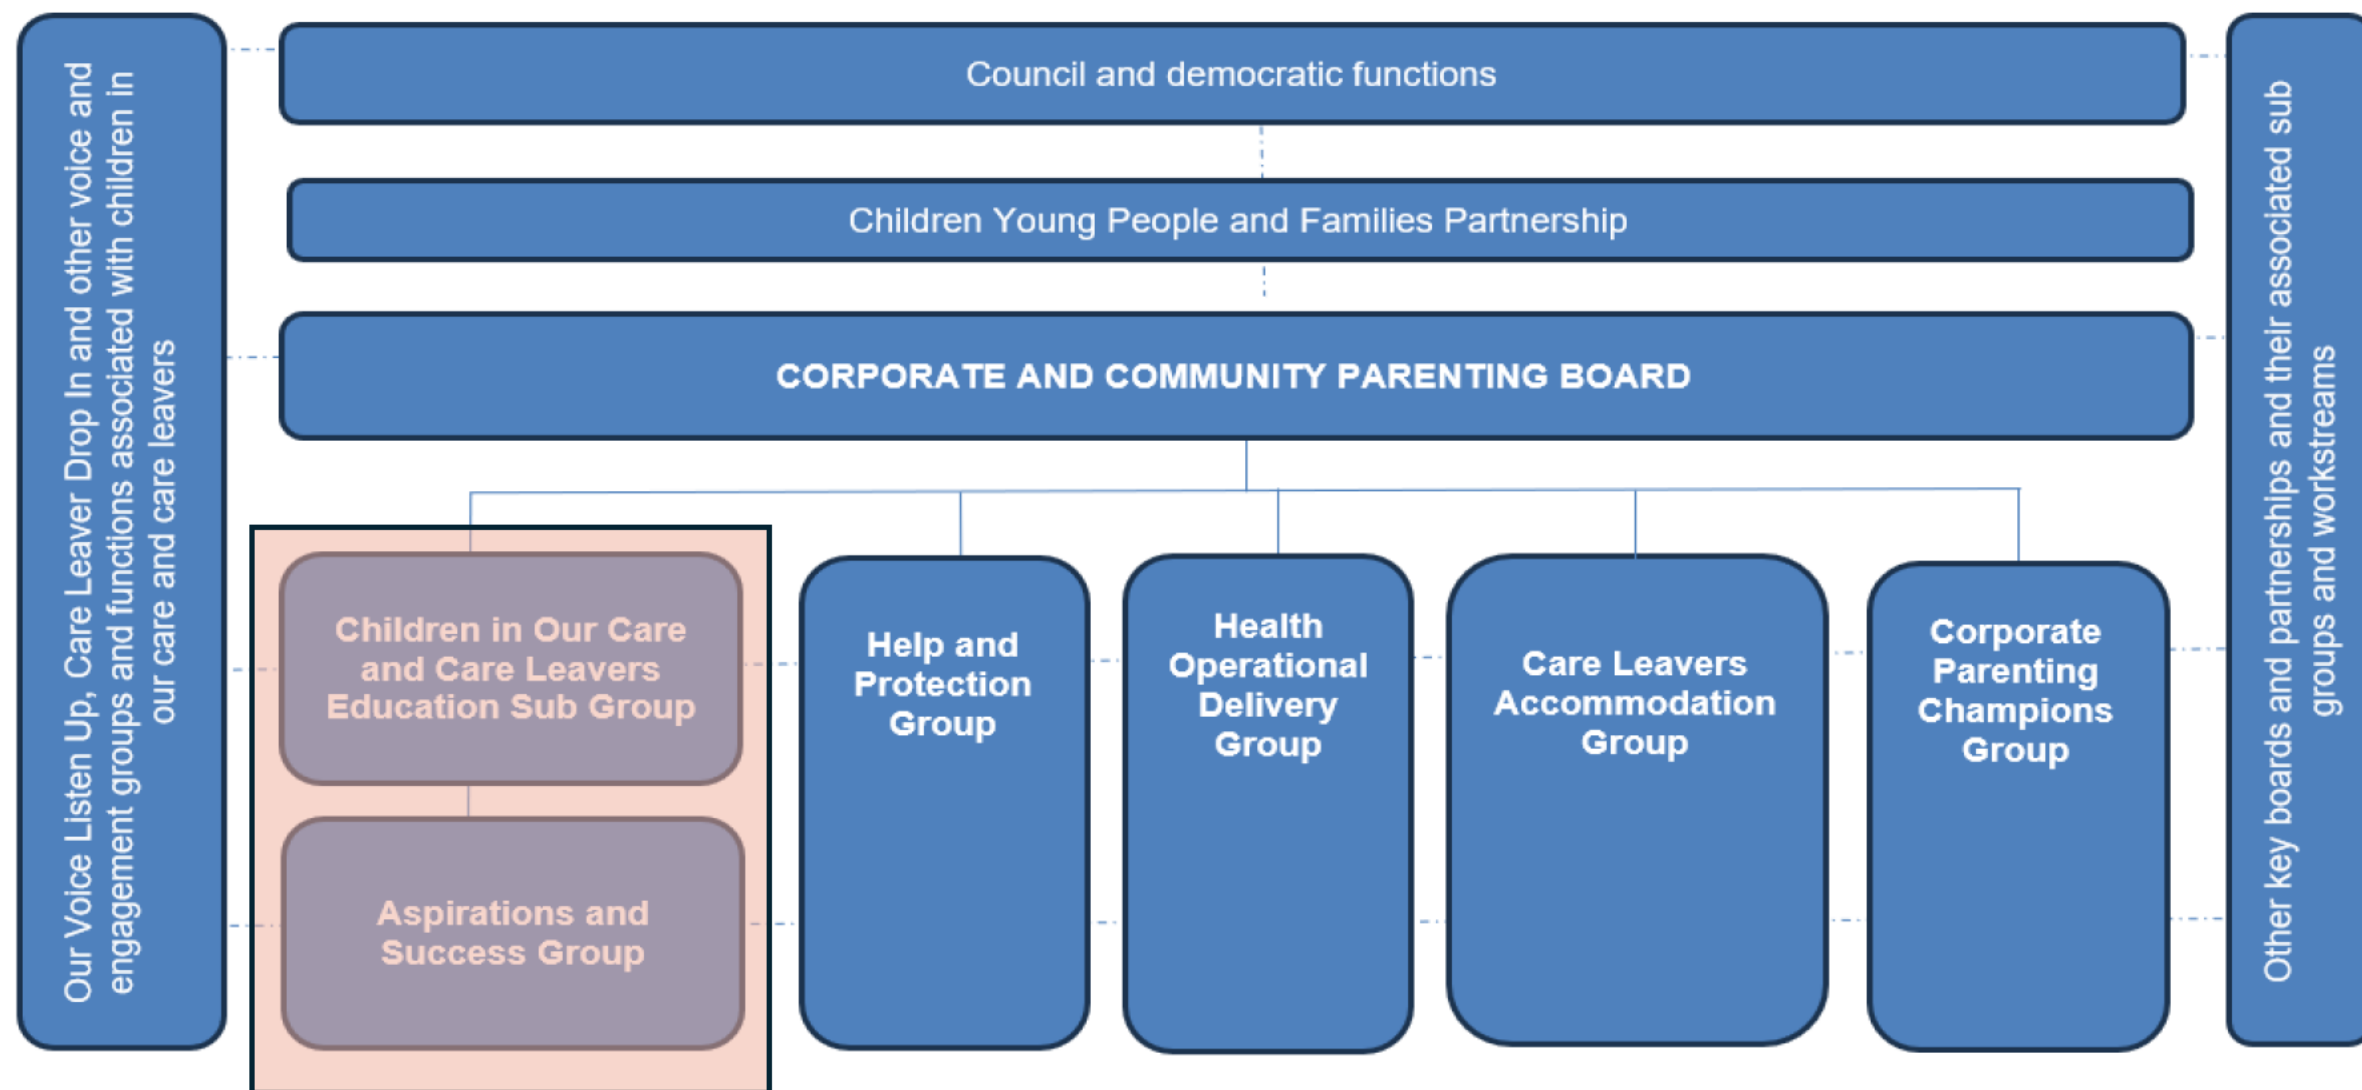 Our Voice Listen Up, Care Leaver Drop In and other voice and
engagement groups and functions associated with children in
our care and care leavers
Council and democratic functions
Children Young People and Families Partnership
CORPORATE AND COMMUNITY PARENTING BOARD
Children in Our Care
and Care Leavers
Education Sub Group
Aspirations and
Success Group
Help and
Protection
Group
Health
Operational
Delivery
Group
Care Leavers
Accommodation
Group
Corporate
Parenting
Champions
Group
Other key boards and partnerships and their associated sub
groups and workstreams